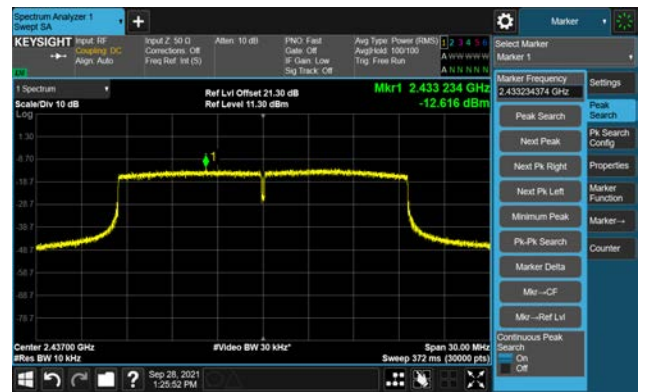 Spectrum Analyzer 1
Swept SA
Marker
KEYSIGHT
Input: RF
Coupling: DC
Align: Auto
Input Z: 50 Ω
Corrections: Off
Freq Ref: Int (S)
Atten: 10 dB
PNO: Fast
Gate: Off
IF Gain: Low
Sig Track: Off
Avg Type: Power (RMS)
Avg|Hold: 100/100
Trig: Free Run
1 2 3 4 5 6
A WW WW W
A N N N N N
Select Marker
Marker 1
1 Spectrum
Scale/Div 10 dB
Log
Ref Lvl Offset 21.30 dB
Ref Level 11.30 dBm
Mkr1 2.433 234 GHz
-12.616 dBm
1.30
-8.70
-18.7
-28.7
-38.7
-48.7
-58.7
-68.7
-78.7
1
Center 2.43700 GHz
#Res BW 10 kHz
#Video BW 30 kHz*
Span 30.00 MHz
Sweep 372 ms (30000 pts)
Marker Frequency
2.433234374 GHz
Peak Search
Next Peak
Next Pk Right
Next Pk Left
Minimum Peak
Pk-Pk Search
Marker Delta
Mkr→CF
Mkr→Ref Lvl
Continuous Peak
Search
On
Off
Settings
Peak
Search
Pk Search
Config
Properties
Marker
Function
Marker→
Counter
?
Sep 28, 2021
1:25:52 PM